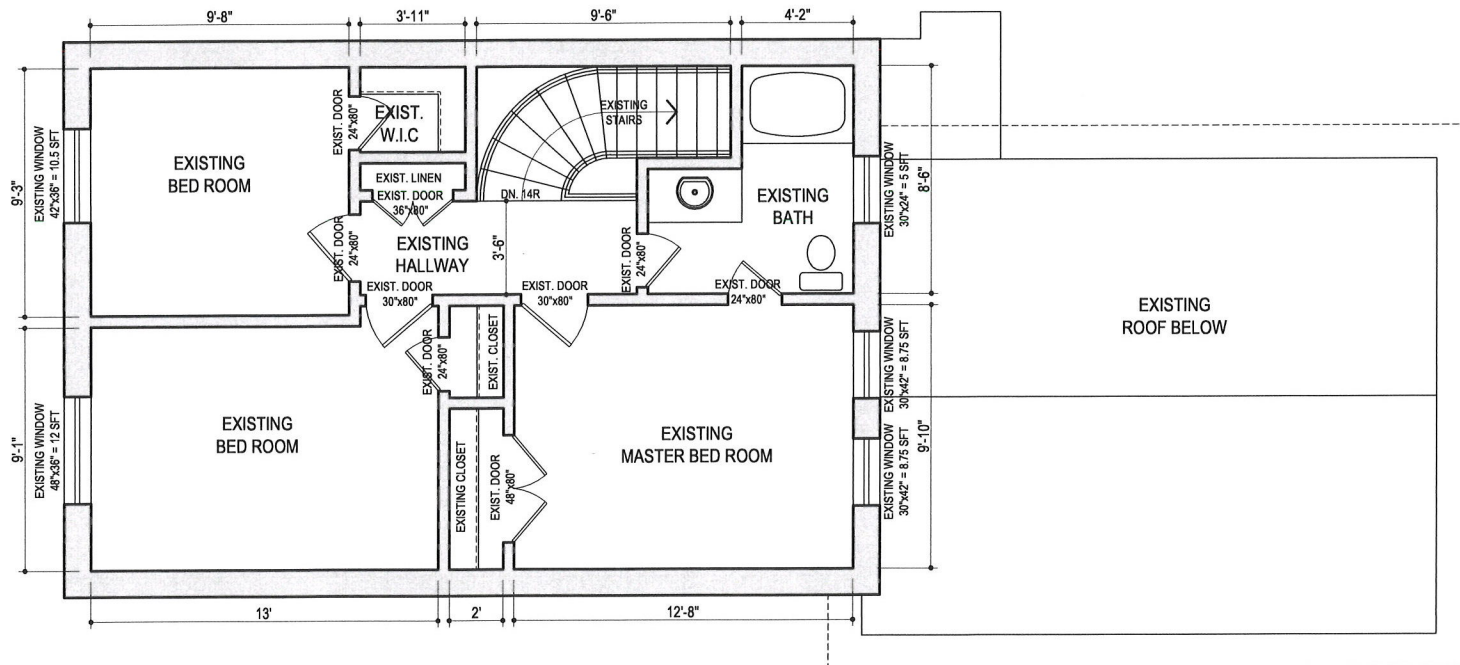 9'-8"
3'-11"
9'-6"
4'-2"
9'-3"
EXISTING WINDOW
42"x36" = 10.5 SFT
EXISTING
BED ROOM
EXIST. DOOR
24"x80"
EXIST.
W.I.C
EXISTING
STAIRS
EXIST. LINEN
EXIST. DOOR
36"x80"
DN. 14R
EXISTING
BATH
EXISTING WINDOW
30"x24" = 5 SFT
8'-6"
EXIST. DOOR
24"x80"
EXISTING
HALLWAY
3'-6"
EXIST. DOOR
24"x80"
EXIST. DOOR
30"x80"
EXIST. DOOR
30"x80"
EXIST. DOOR
24"x80"
EXISTING
ROOF BELOW
9'-1"
EXISTING WINDOW
48"x36" = 12 SFT
EXISTING
BED ROOM
EXIST. DOOR
24"x80"
EXIST. CLOSET
EXISTING CLOSET
EXIST. DOOR
48"x80"
EXISTING
MASTER BED ROOM
EXISTING WINDOW
30"x42" = 8.75 SFT
EXISTING WINDOW
30"x42" = 8.75 SFT
9'-10"
13'
2'
12'-8"